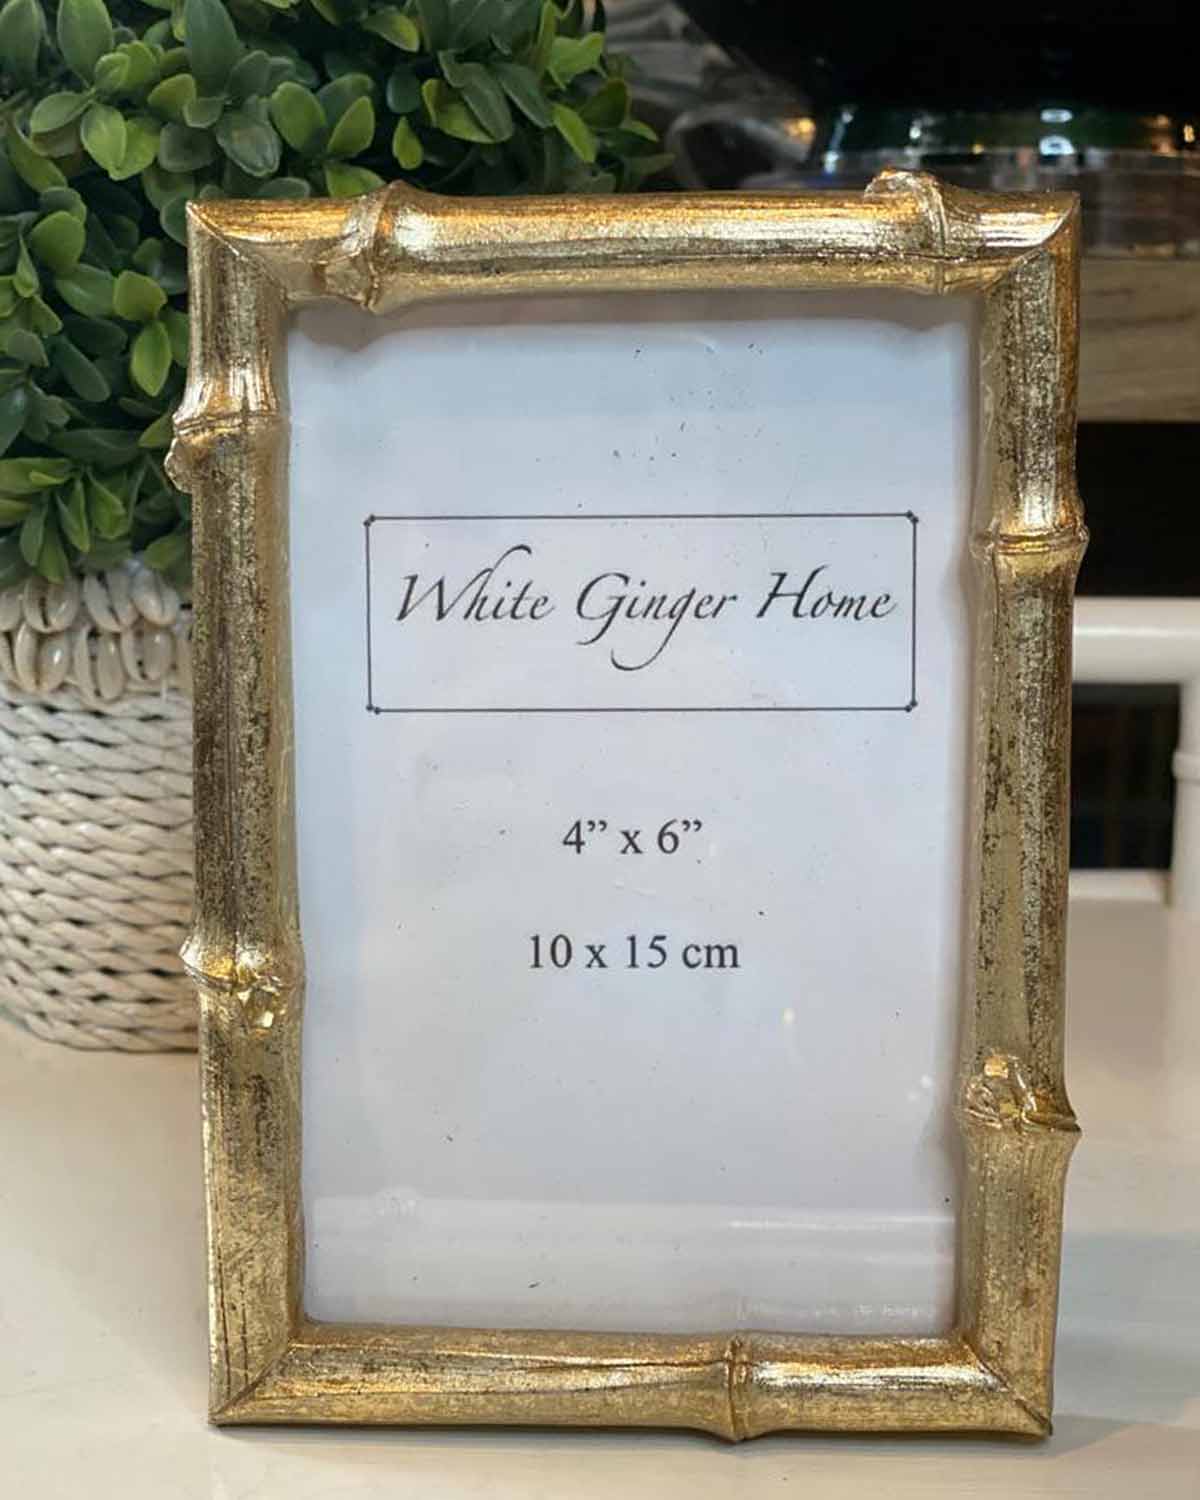 White Ginger Home
4” x 6”
10 x 15 cm